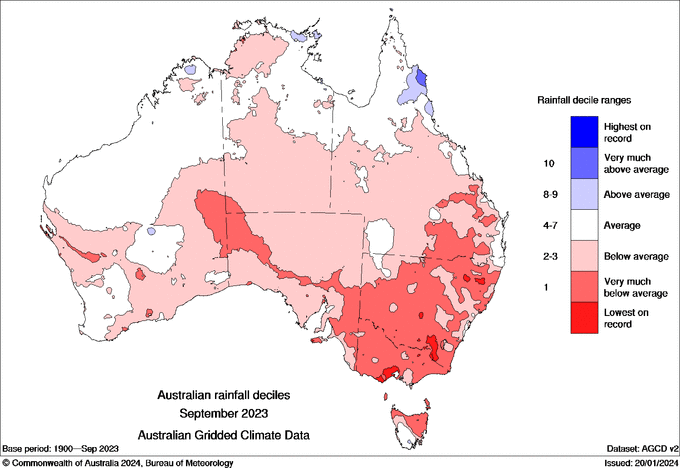 Rainfall decile ranges
Highest on
record
10
Very much
above average
8-9
Above average
4-7
Average
2-3
Below average
1
Very much
below average
Lowest on
record
Australian rainfall deciles
September 2023
Australian Gridded Climate Data
Base period: 1900—Sep 2023
Dataset: AGCD v2
© Commonwealth of Australia 2024, Bureau of Meteorology
Issued: 20/01/2024